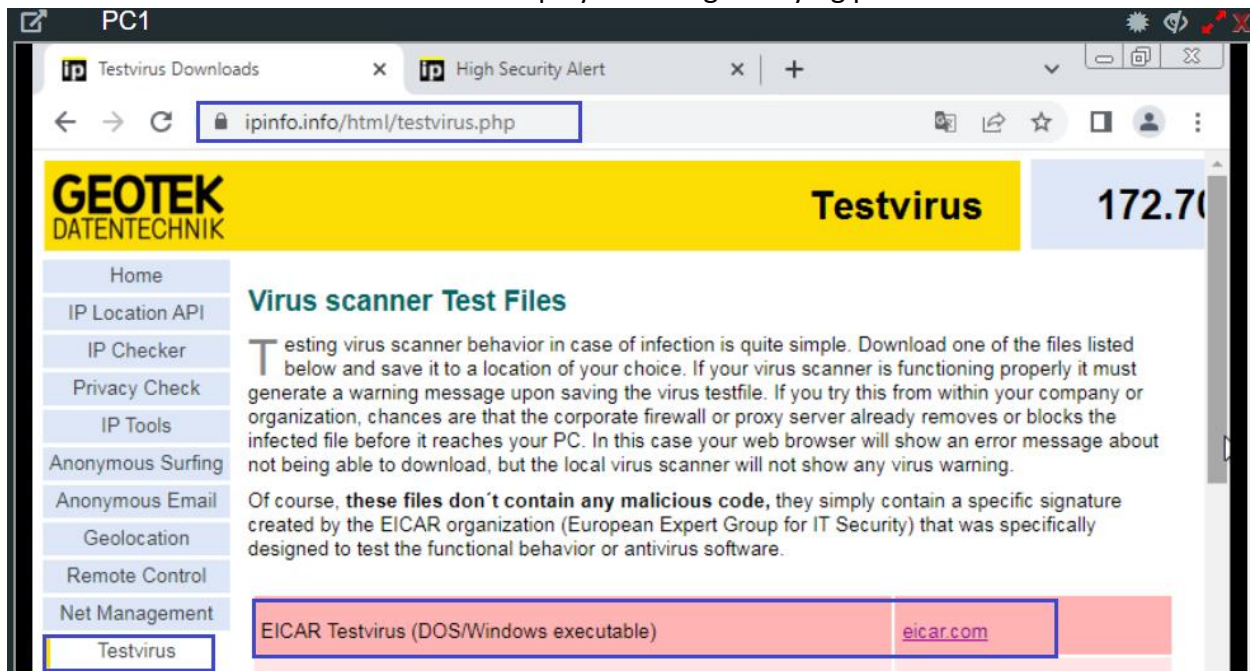 PC1
Testvirus Downloads
High Security Alert
ipinfo.info/html/testvirus.php
GEOTEK
DATENTECHNIK
Testvirus
172.70
Home
IP Location API
IP Checker
Privacy Check
IP Tools
Anonymous Surfing
Anonymous Email
Geolocation
Remote Control
Net Management
Testvirus
Virus scanner Test Files
Testing virus scanner behavior in case of infection is quite simple. Download one of the files listed
below and save it to a location of your choice. If your virus scanner is functioning properly it must
generate a warning message upon saving the virus testfile. If you try this from within your company or
organization, chances are that the corporate firewall or proxy server already removes or blocks the
infected file before it reaches your PC. In this case your web browser will show an error message about
not being able to download, but the local virus scanner will not show any virus warning.
Of course, these files don´t contain any malicious code, they simply contain a specific signature
created by the EICAR organization (European Expert Group for IT Security) that was specifically
designed to test the functional behavior or antivirus software.
EICAR Testvirus (DOS/Windows executable) eicar.com